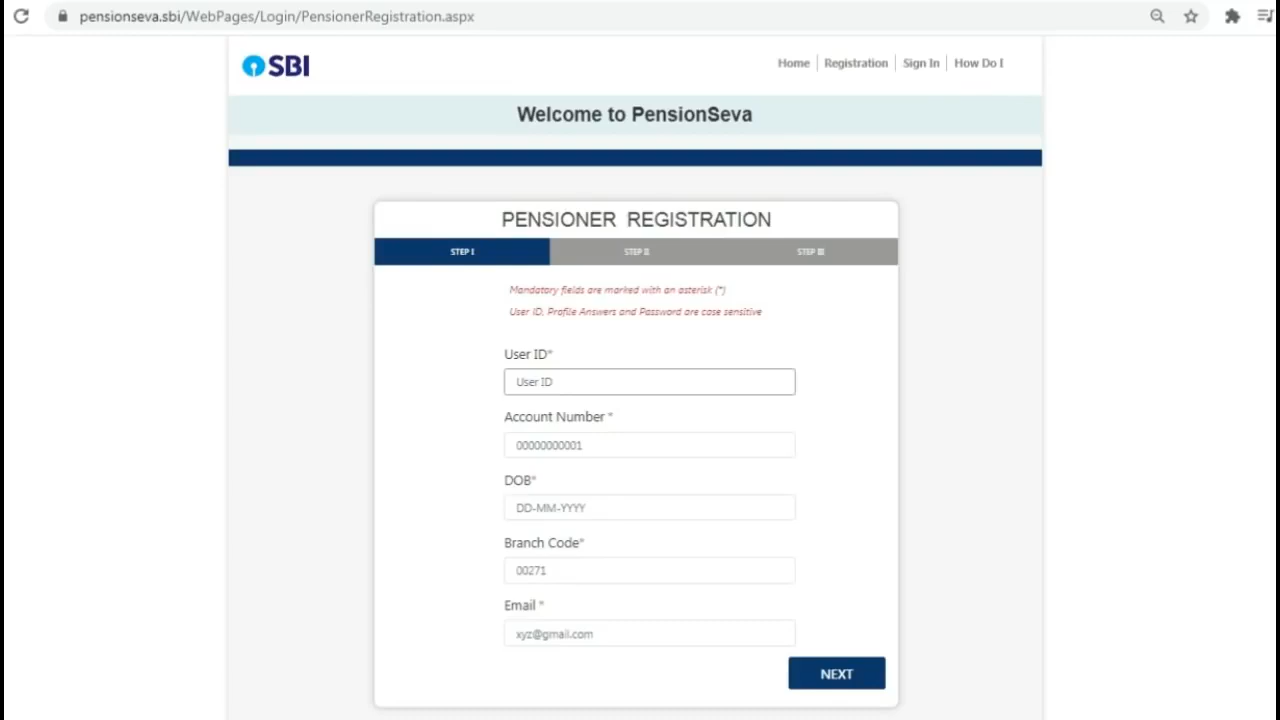 pensionseva.sbi/WebPages/Login/PensionerRegistration.aspx
SBI
Home Registration Sign In How Do I
Welcome to PensionSeva
PENSIONER REGISTRATION
STEP I STEP II STEP III
Mandatory fields are marked with an asterisk (*)
User ID, Profile Answers and Password are case sensitive
User ID*
User ID
Account Number *
00000000001
DOB*
DD-MM-YYYY
Branch Code*
00271
Email *
xyz@gmail.com
NEXT